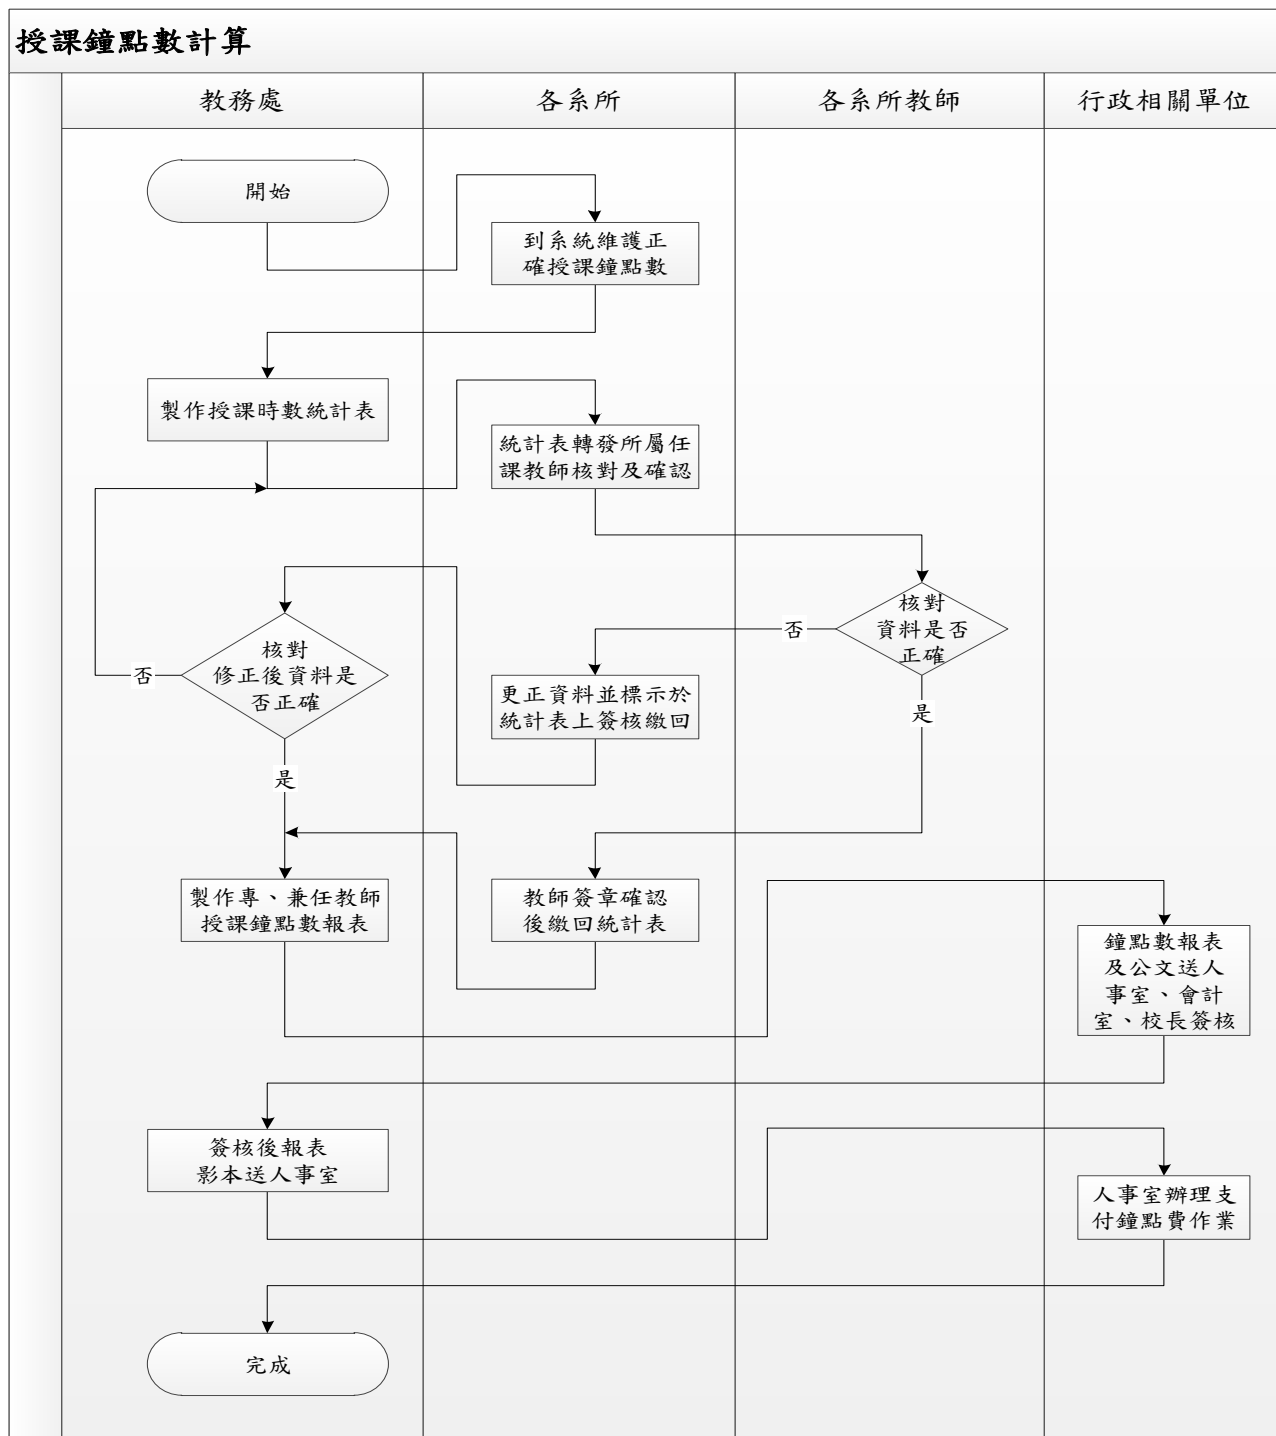 授課鐘點數計算
教務處
各系所
各系所教師
行政相關單位
開始
到系統維護正
確授課鐘點數
製作授課時數統計表
統計表轉發所屬任
課教師核對及確認
核對
資料是否
正確
否
是
更正資料並標示於
統計表上簽核繳回
核對
修正後資料是
否正確
否
是
教師簽章確認
後繳回統計表
製作專、兼任教師
授課鐘點數報表
鐘點數報表
及公文送人
事室、會計
室、校長簽核
簽核後報表
影本送人事室
人事室辦理支
付鐘點費作業
完成